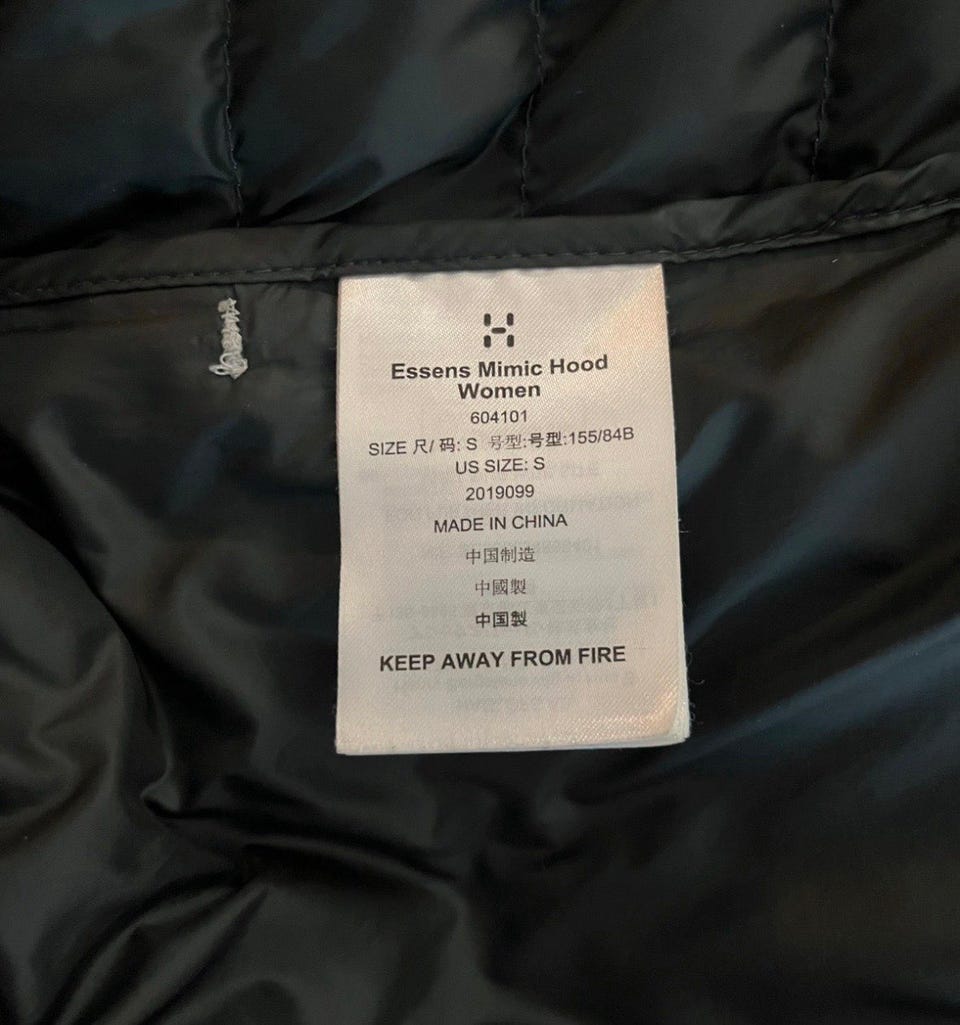 Essens Mimic Hood
Women
604101
SIZE 尺/ 码: S 号型:号型:155/84B
US SIZE: S
2019099
MADE IN CHINA
中国制造
中國製
中国製
KEEP AWAY FROM FIRE